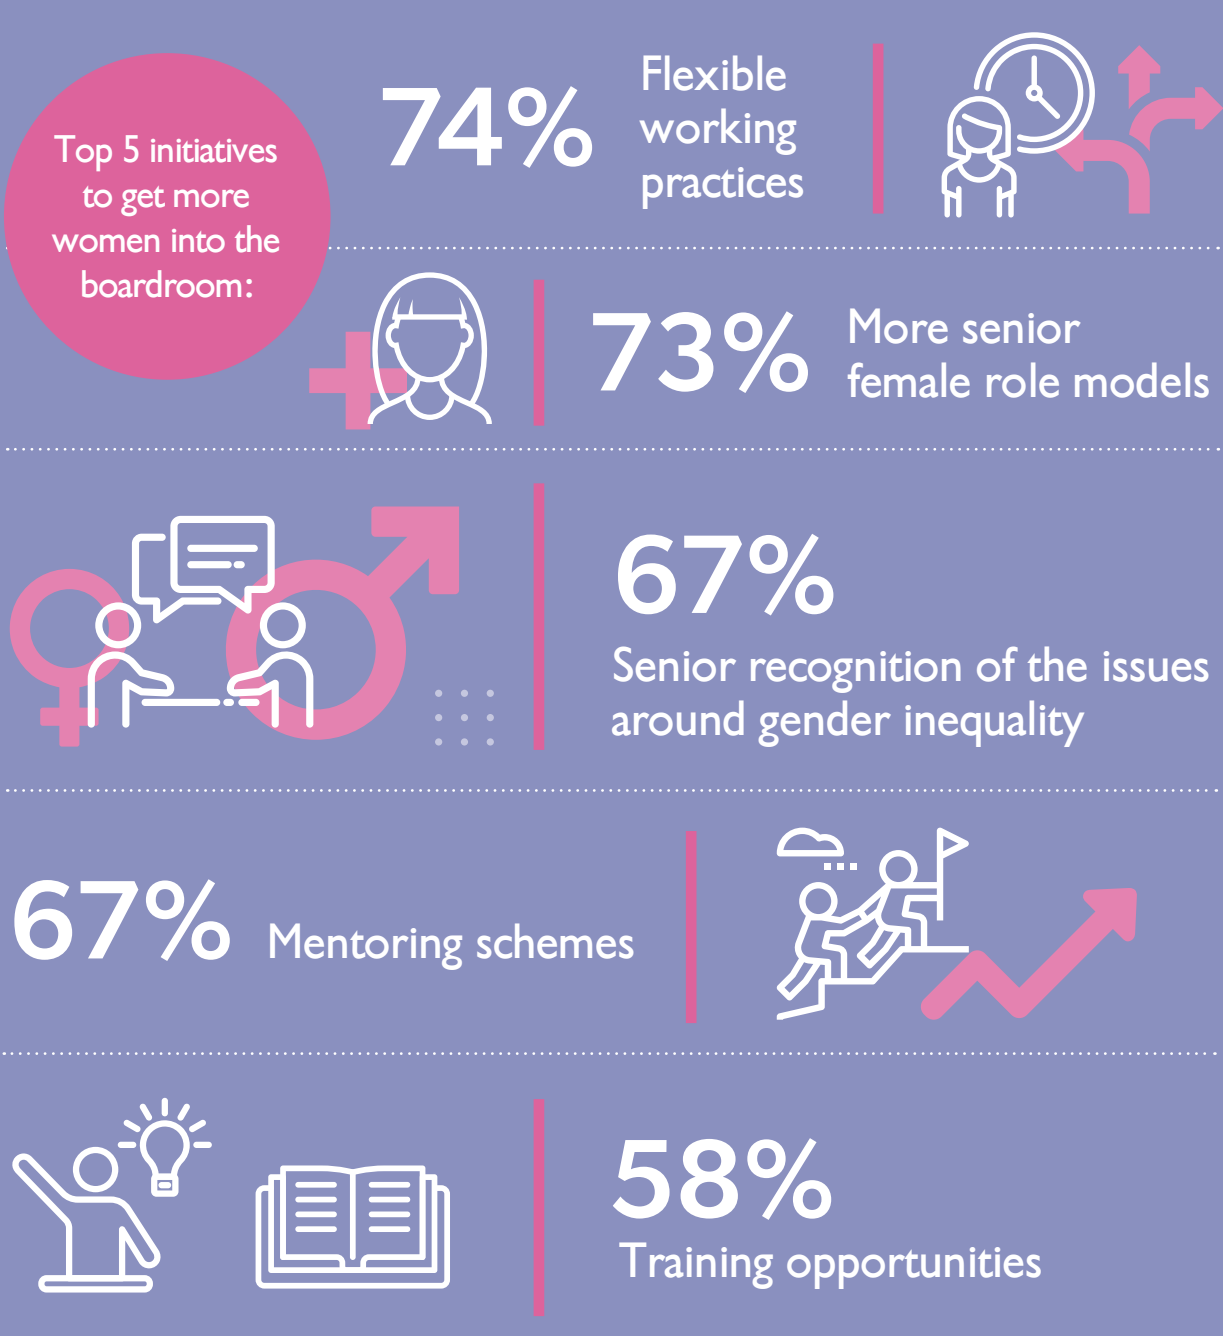 Top 5 initiatives
to get more
women into the
boardroom:
74%
Flexible
working
practices
73%
More senior
female role models
67%
Senior recognition of the issues
around gender inequality
67%
Mentoring schemes
58%
Training opportunities